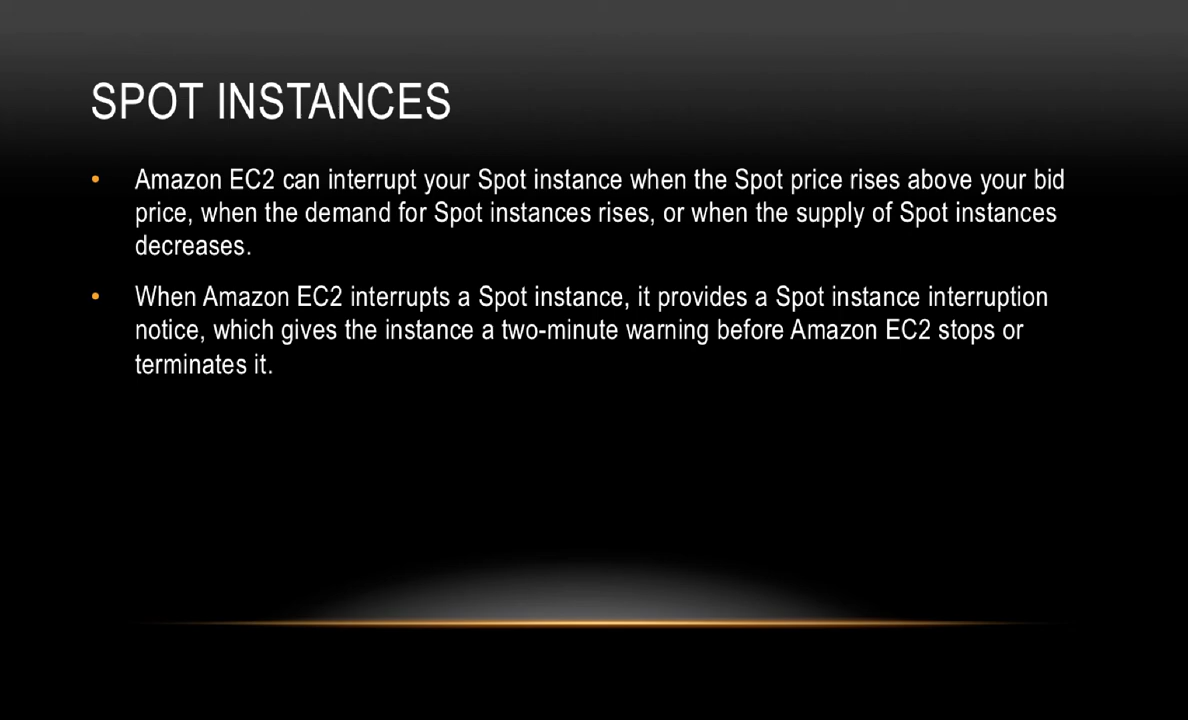 SPOT INSTANCES
• Amazon EC2 can interrupt your Spot instance when the Spot price rises above your bid
price, when the demand for Spot instances rises, or when the supply of Spot instances
decreases.
• When Amazon EC2 interrupts a Spot instance, it provides a Spot instance interruption
notice, which gives the instance a two-minute warning before Amazon EC2 stops or
terminates it.